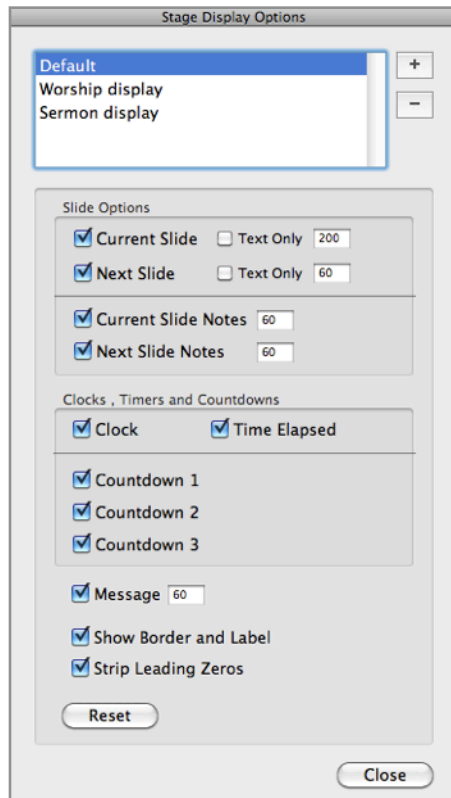 Stage Display Options
Default
+
Worship display
Sermon display
−
Slide Options
Current Slide Text Only 200
Next Slide Text Only 60
Current Slide Notes 60
Next Slide Notes 60
Clocks , Timers and Countdowns
Clock Time Elapsed
Countdown 1
Countdown 2
Countdown 3
Message 60
Show Border and Label
Strip Leading Zeros
Reset
Close